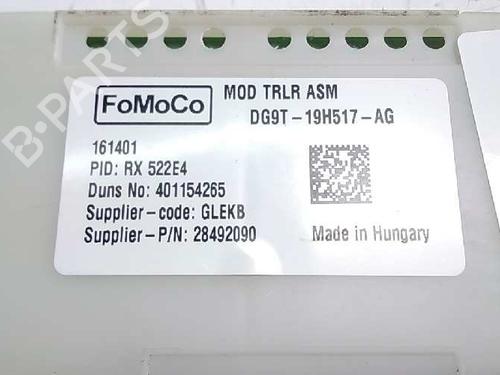 B-PARTS
FoMoCo
MOD TRLR ASM
DG9T-19H517-AG
161401
PID: RX 522E4
Duns No: 401154265
Supplier-code: GLEKB
Supplier-P/N: 28492090
Made in Hungary